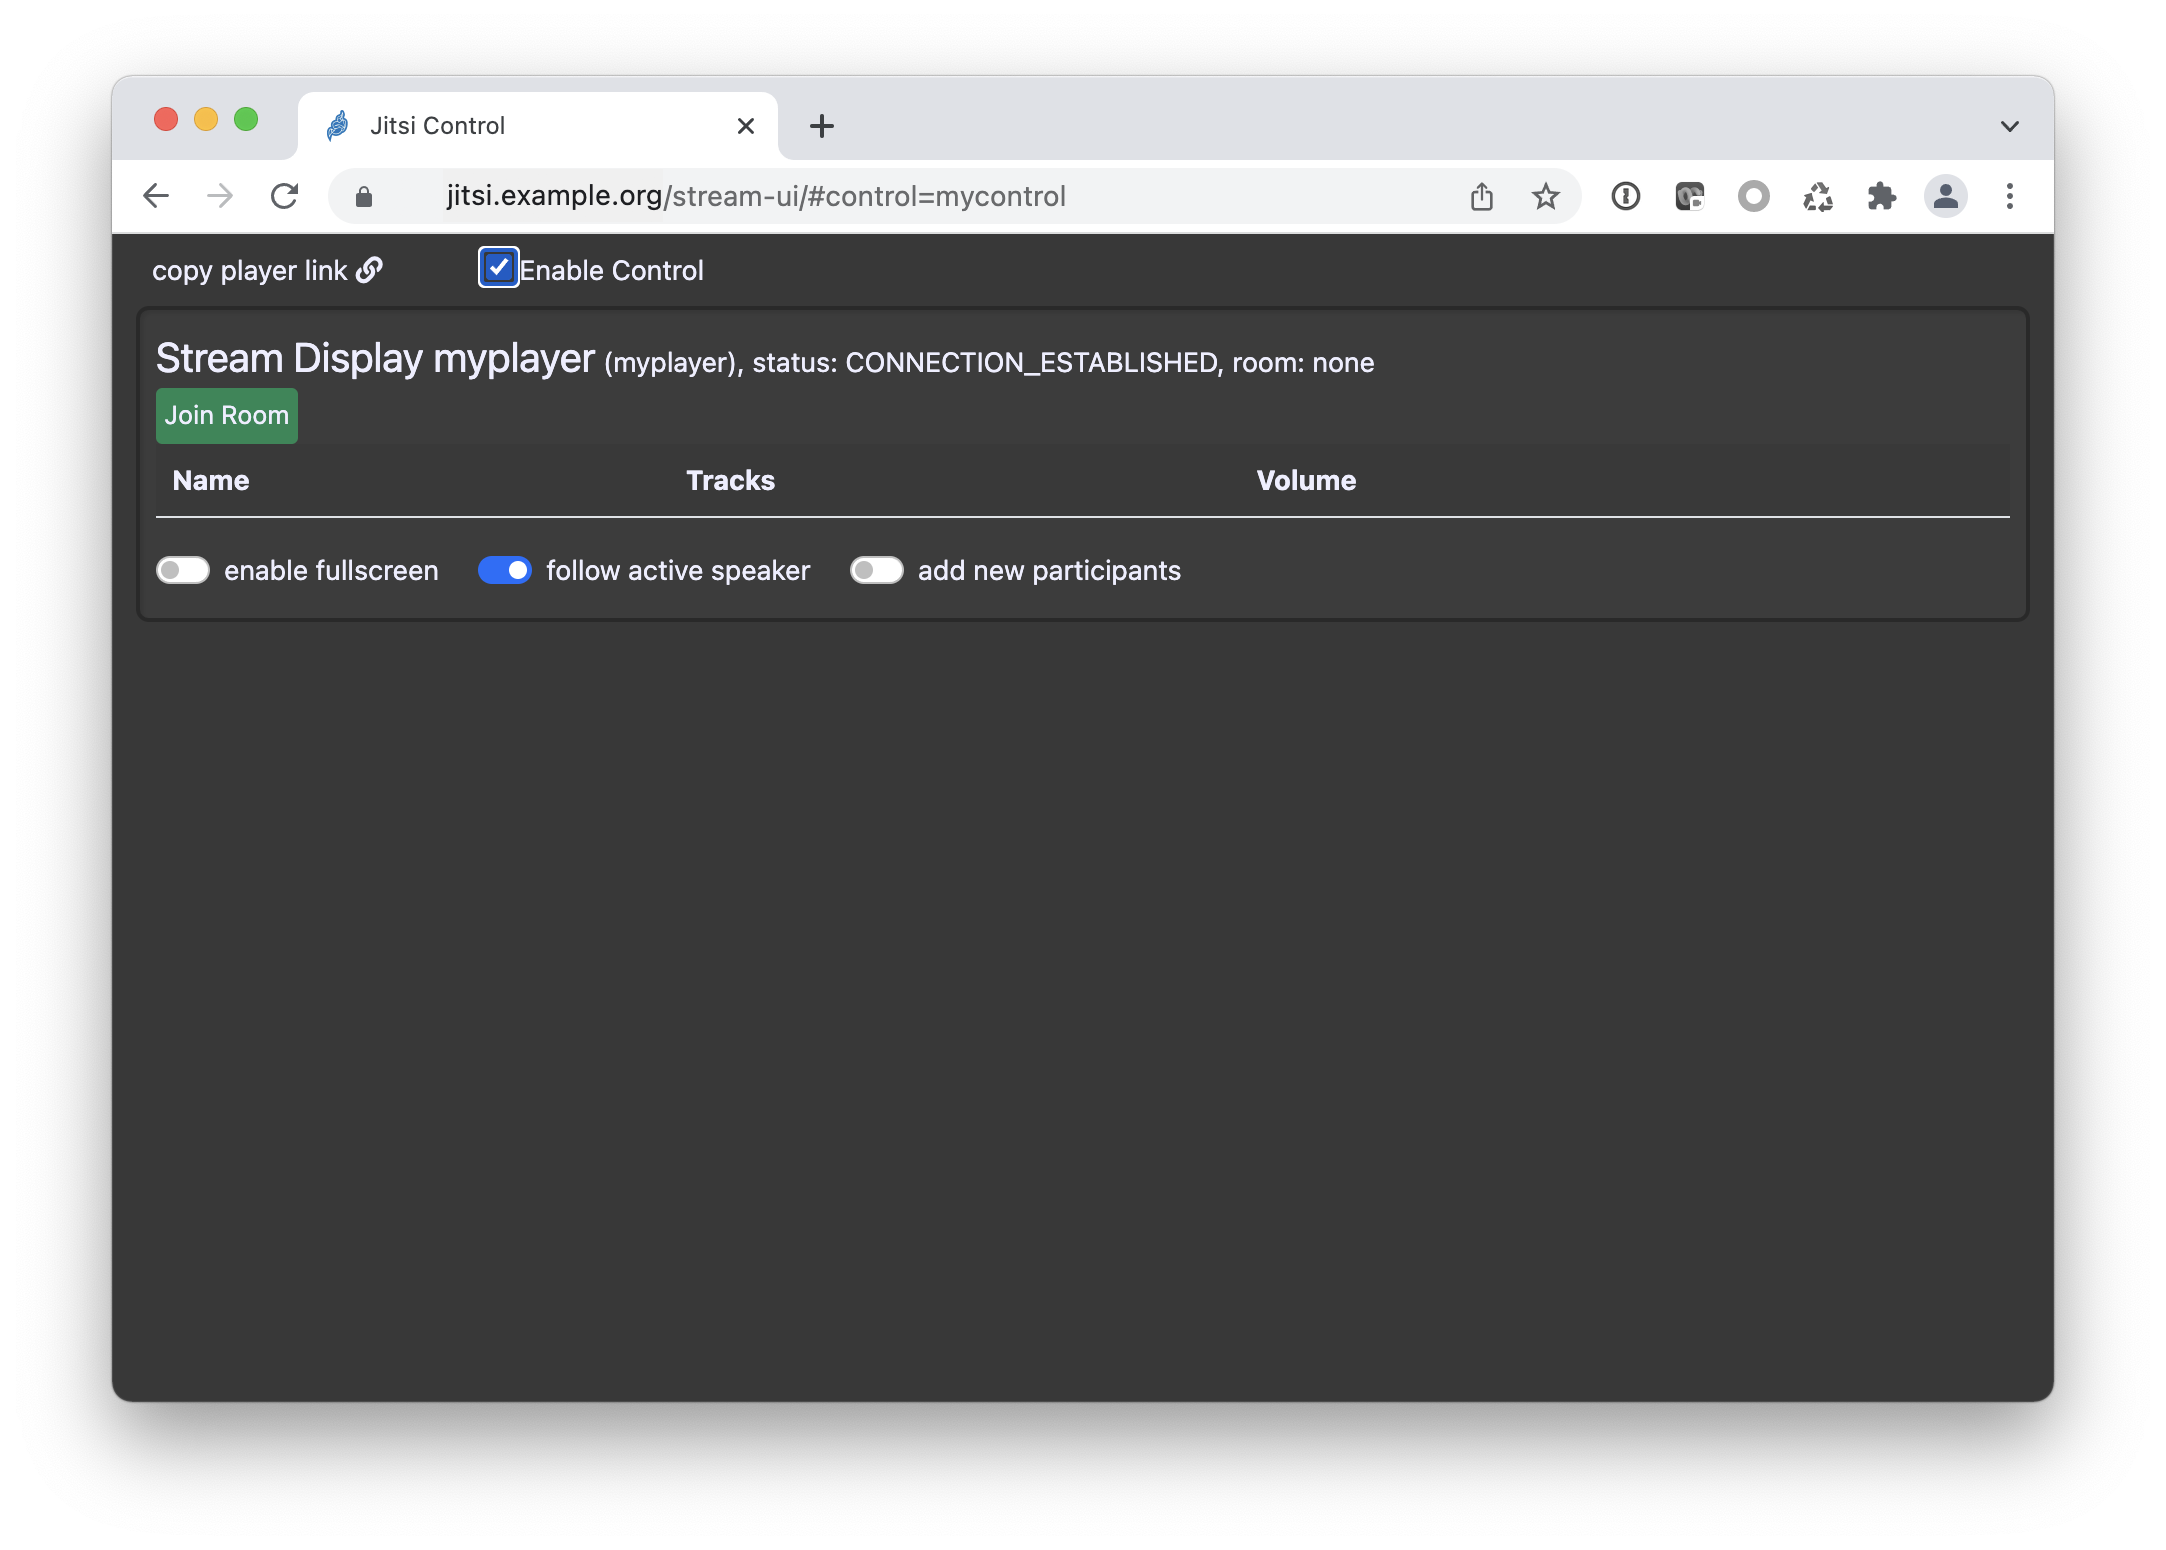 Jitsi Control
jitsi.example.org/stream-ui/#control=mycontrol
copy player link Enable Control
Stream Display myplayer (myplayer), status: CONNECTION_ESTABLISHED, room: none
Join Room
Name Tracks Volume
enable fullscreen follow active speaker add new participants